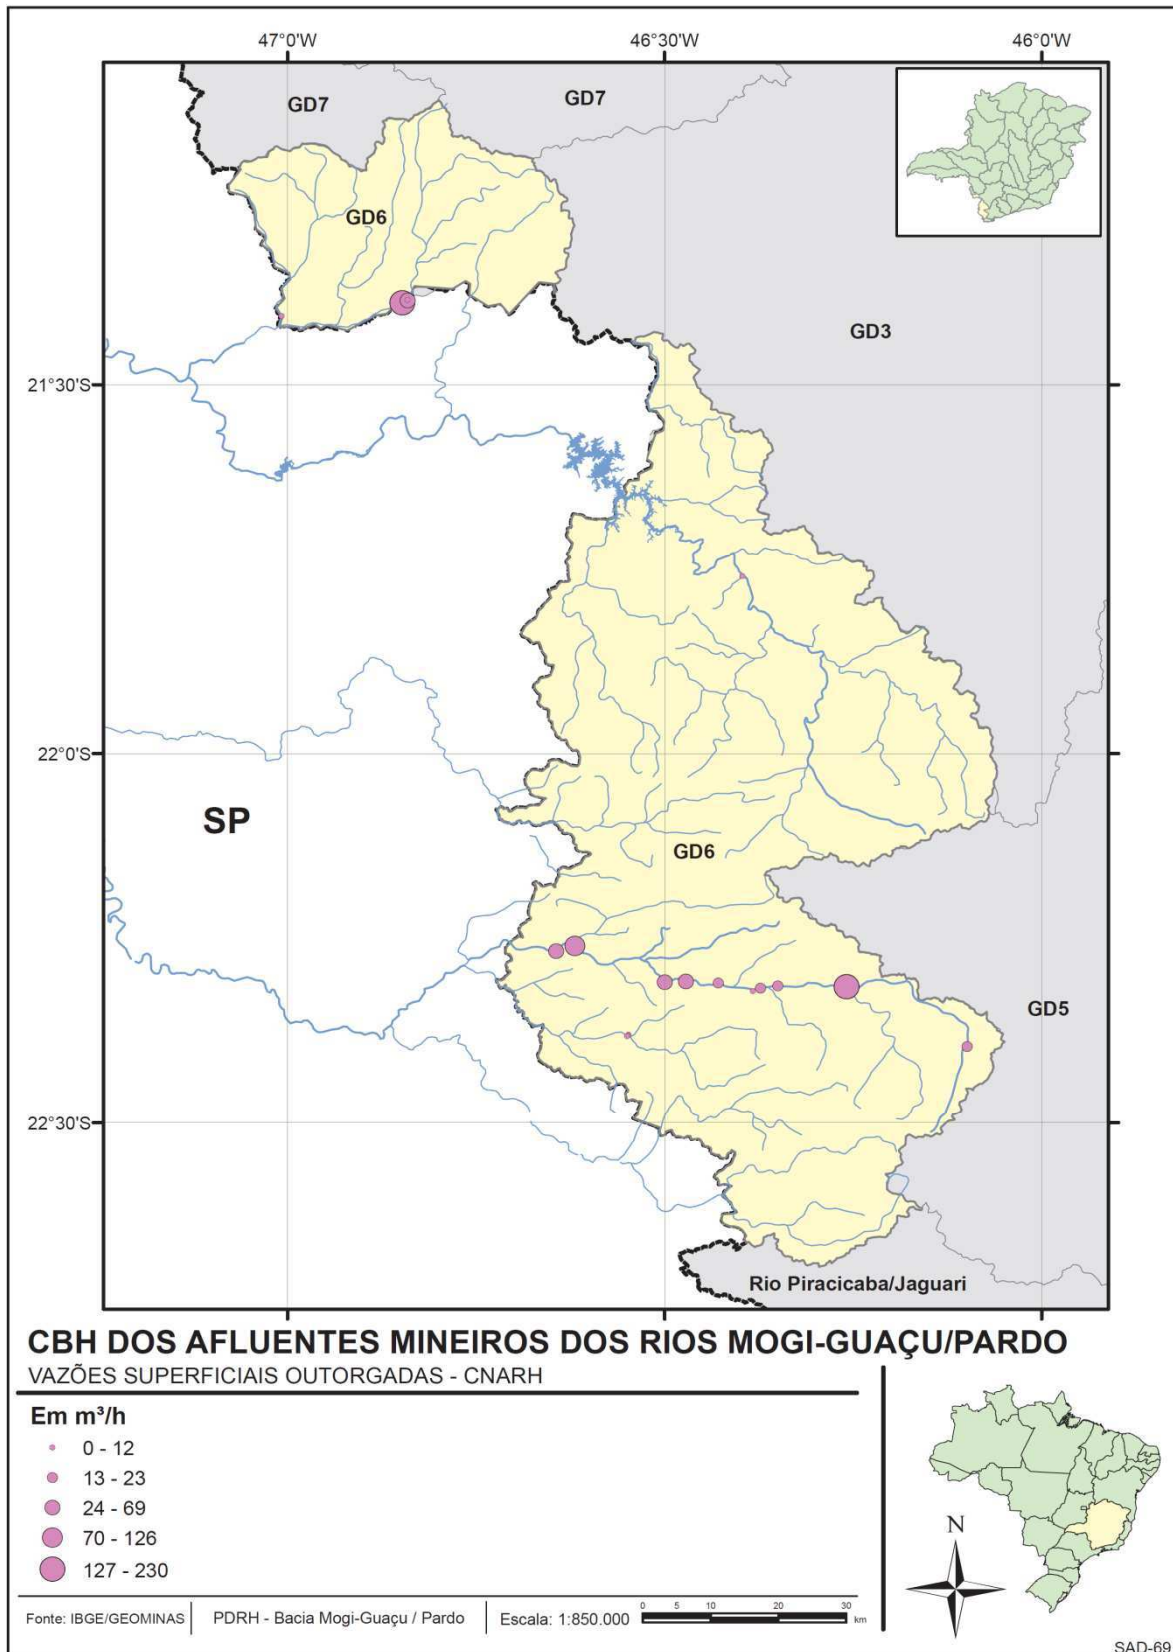 47°0'W
46°30'W
46°0'W
GD7
GD7
GD6
GD3
21°30'S
22°0'S
SP
GD6
GD5
22°30'S
Rio Piracicaba/Jaguari
CBH DOS AFLUENTES MINEIROS DOS RIOS MOGI-GUAÇU/PARDO
VAZÕES SUPERFICIAIS OUTORGADAS - CNARH
Em m³/h
0 - 12
13 - 23
24 - 69
70 - 126
127 - 230
N
Fonte: IBGE/GEOMINAS
PDRH - Bacia Mogi-Guaçu / Pardo
Escala: 1:850.000
0 5 10 20 30
km
SAD-69